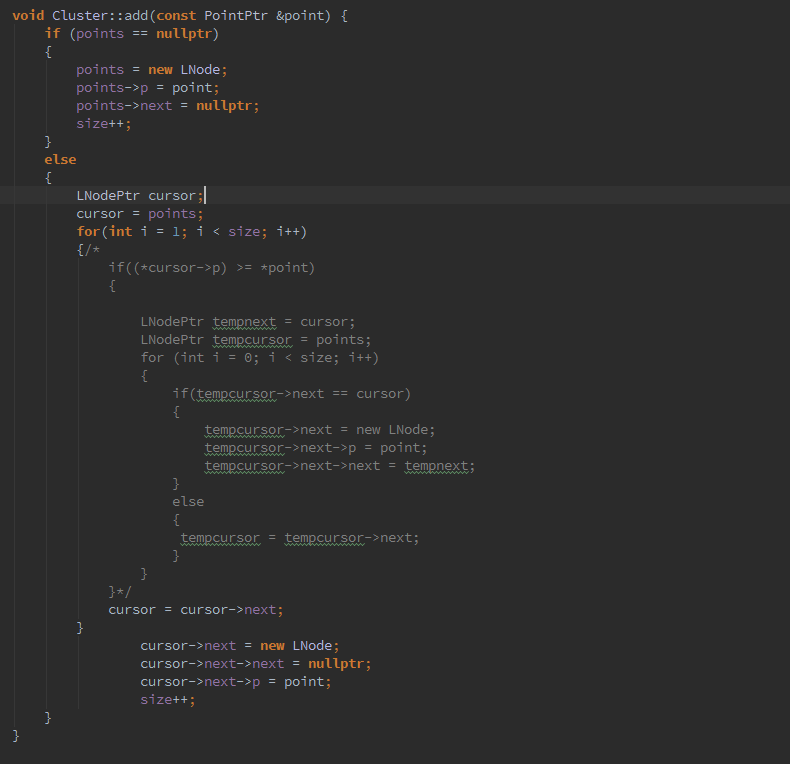 void Cluster::add(const PointPtr &point) {
    if (points == nullptr)
    {
        points = new LNode;
        points->p = point;
        points->next = nullptr;
        size++;
    }
    else
    {
        LNodePtr cursor;
        cursor = points;
        for(int i = 1; i < size; i++)
        {/*
            if((*cursor->p) >= *point)
            {

                LNodePtr tempnext = cursor;
                LNodePtr tempcursor = points;
                for (int i = 0; i < size; i++)
                {
                    if(tempcursor->next == cursor)
                    {
                        tempcursor->next = new LNode;
                        tempcursor->next->p = point;
                        tempcursor->next->next = tempnext;
                    }
                    else
                    {
                     tempcursor = tempcursor->next;
                    }
                }
            }*/
            cursor = cursor->next;
        }
                cursor->next = new LNode;
                cursor->next->next = nullptr;
                cursor->next->p = point;
                size++;
    }
}